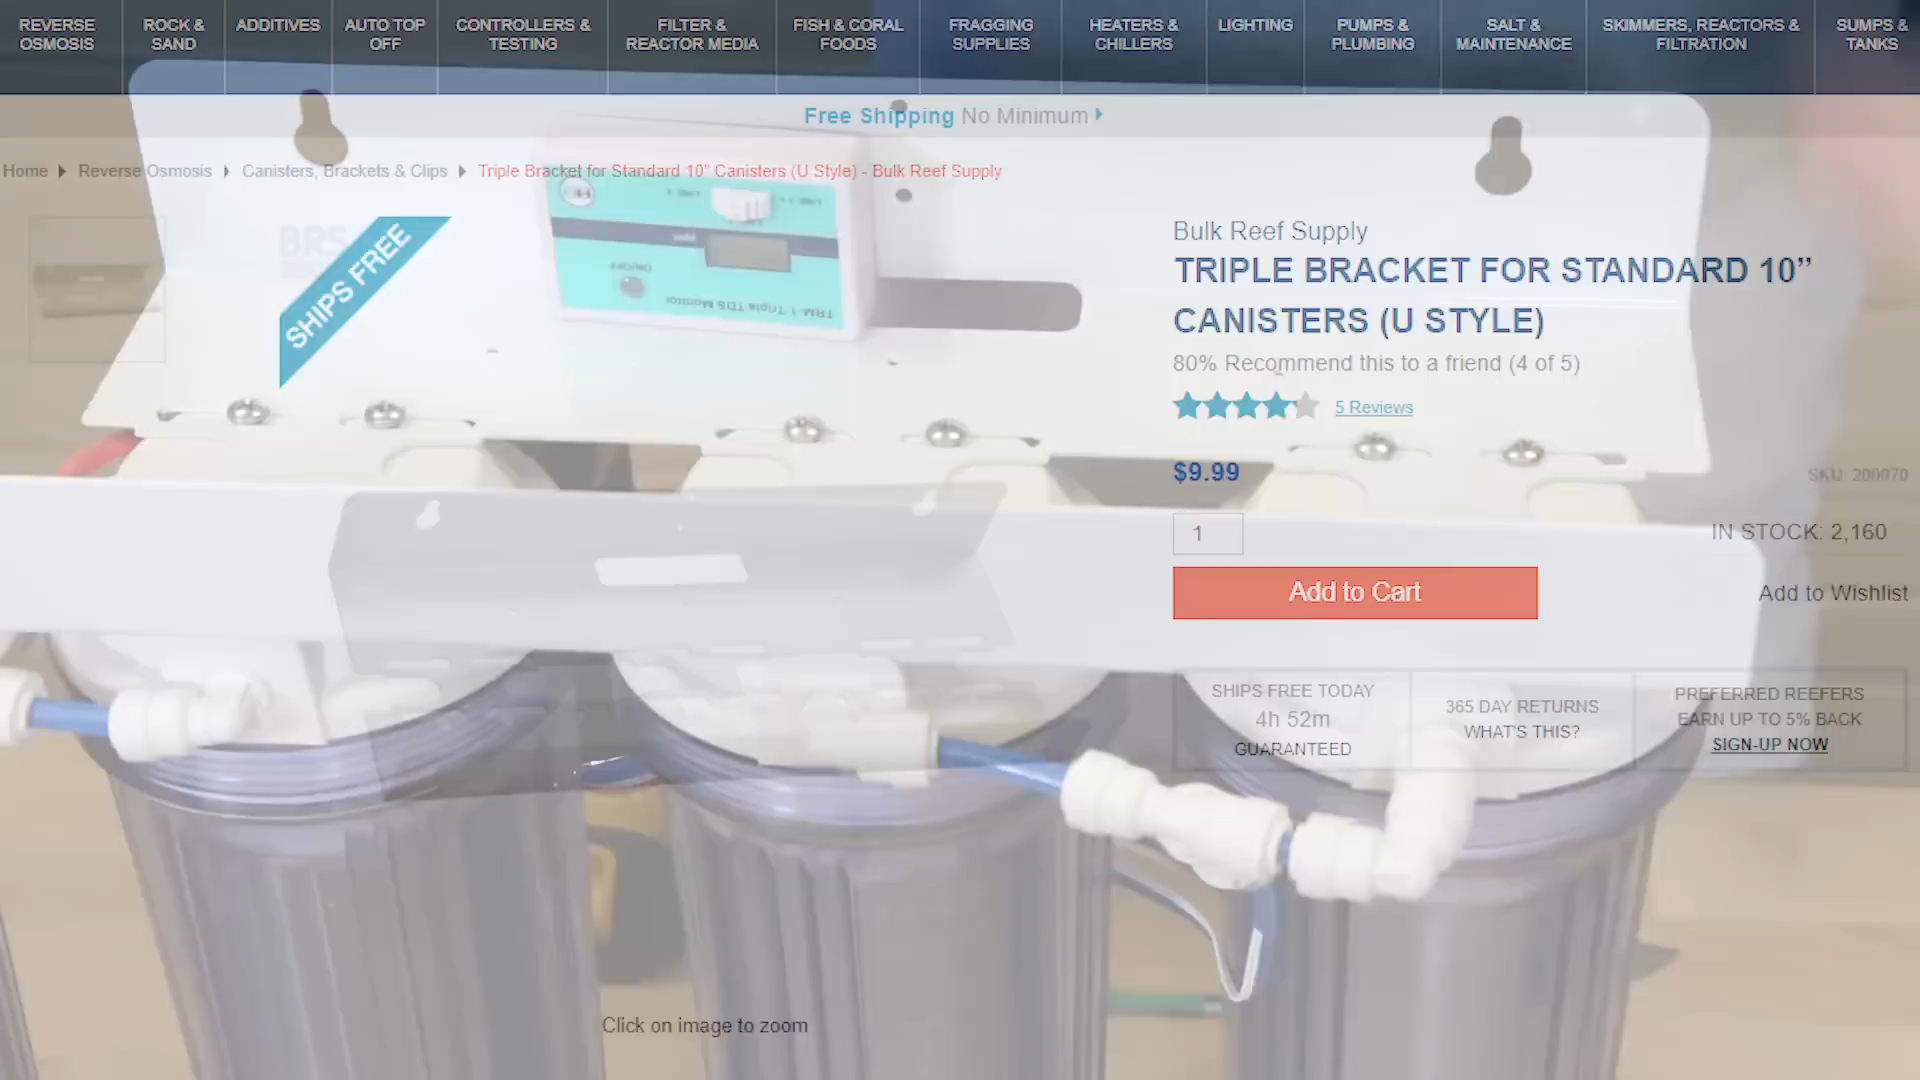 REVERSE OSMOSIS
ROCK & SAND
ADDITIVES
AUTO TOP OFF
CONTROLLERS & TESTING
FILTER & REACTOR MEDIA
FISH & CORAL FOODS
FRAGGING SUPPLIES
HEATERS & CHILLERS
LIGHTING
PUMPS & PLUMBING
SALT & MAINTENANCE
SKIMMERS, REACTORS & FILTRATION
SUMPS & TANKS
Free Shipping No Minimum
Home Reverse Osmosis Canisters, Brackets & Clips Triple Bracket for Standard 10" Canisters (U Style) - Bulk Reef Supply
BRS
SHIPS FREE
ON/OFF
TRM-1 Triple TDS Monitor
Bulk Reef Supply
TRIPLE BRACKET FOR STANDARD 10”
CANISTERS (U STYLE)
80% Recommend this to a friend (4 of 5)
5 Reviews
$9.99
SKU: 200070
1
IN STOCK: 2,160
Add to Cart
Add to Wishlist
SHIPS FREE TODAY
4h 52m
GUARANTEED
365 DAY RETURNS
WHAT'S THIS?
PREFERRED REEFERS
EARN UP TO 5% BACK
SIGN-UP NOW
Click on image to zoom